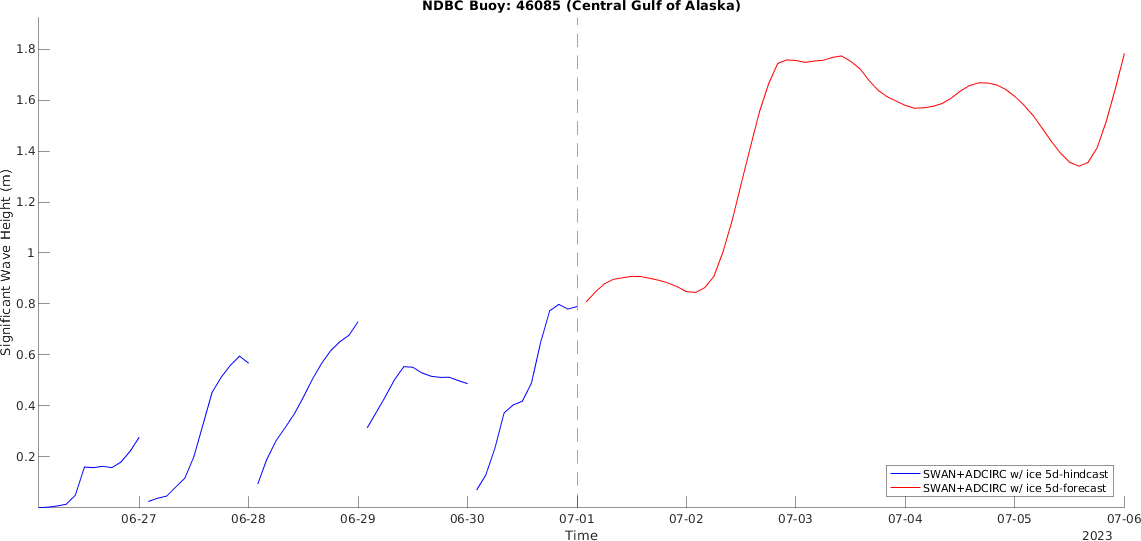 NDBC Buoy: 46085 (Central Gulf of Alaska)
Significant Wave Height (m)
1.8
1.6
1.4
1.2
1
0.8
0.6
0.4
0.2
SWAN+ADCIRC w/ ice 5d-hindcast
SWAN+ADCIRC w/ ice 5d-forecast
06-27 06-28 06-29 06-30 07-01 07-02 07-03 07-04 07-05 07-06
Time
2023